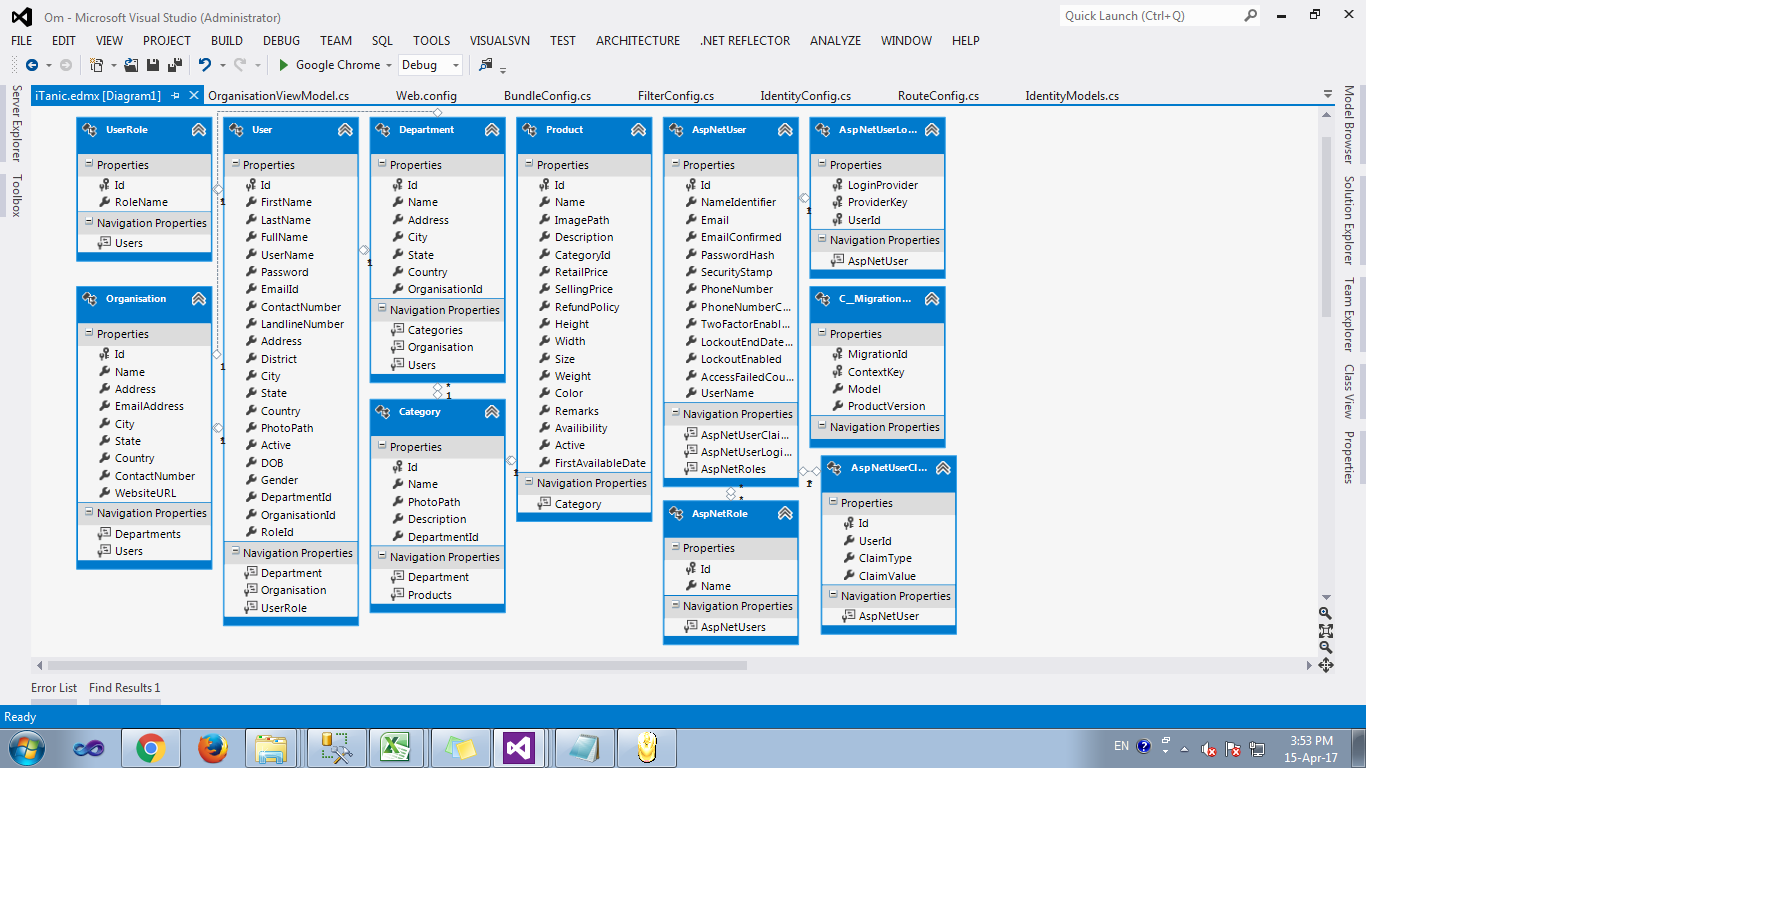 Om - Microsoft Visual Studio (Administrator)
Quick Launch (Ctrl+Q)
FILE EDIT VIEW PROJECT BUILD DEBUG TEAM SQL TOOLS VISUALSVN TEST ARCHITECTURE .NET REFLECTOR ANALYZE WINDOW HELP
Google Chrome Debug
iTanic.edmx [Diagram1] OrganisationViewModel.cs Web.config BundleConfig.cs FilterConfig.cs IdentityConfig.cs RouteConfig.cs IdentityModels.cs
Server Explorer
Toolbox
UserRole
Properties
Id
RoleName
Navigation Properties
Users
Organisation
Properties
Id
Name
Address
EmailAddress
City
State
Country
ContactNumber
WebsiteURL
Navigation Properties
Departments
Users
1
1
1
User
Properties
Id
FirstName
LastName
FullName
UserName
Password
EmailId
ContactNumber
LandlineNumber
Address
District
City
State
Country
PhotoPath
Active
DOB
Gender
DepartmentId
OrganisationId
RoleId
Navigation Properties
Department
Organisation
UserRole
1
Department
Properties
Id
Name
Address
City
State
Country
OrganisationId
Navigation Properties
Categories
Organisation
Users
*
1
Category
Properties
Id
Name
PhotoPath
Description
DepartmentId
Navigation Properties
Department
Products
1
Product
Properties
Id
Name
ImagePath
Description
CategoryId
RetailPrice
SellingPrice
RefundPolicy
Height
Width
Size
Weight
Color
Remarks
Availibility
Active
FirstAvailableDate
Navigation Properties
Category
AspNetUser
Properties
Id
NameIdentifier
Email
EmailConfirmed
PasswordHash
SecurityStamp
PhoneNumber
PhoneNumberC...
TwoFactorEnabl...
LockoutEndDate...
LockoutEnabled
AccessFailedCou...
UserName
Navigation Properties
AspNetUserClai...
AspNetUserLogi...
AspNetRoles
*
*
AspNetRole
Properties
Id
Name
Navigation Properties
AspNetUsers
1
AspNetUserLo...
Properties
LoginProvider
ProviderKey
UserId
Navigation Properties
AspNetUser
C__Migration...
Properties
MigrationId
ContextKey
Model
ProductVersion
Navigation Properties
AspNetUserCl...
Properties
Id
UserId
ClaimType
ClaimValue
Navigation Properties
AspNetUser
Model Browser
Solution Explorer
Team Explorer
Class View
Properties
Error List Find Results 1
Ready
EN
3:53 PM
15-Apr-17